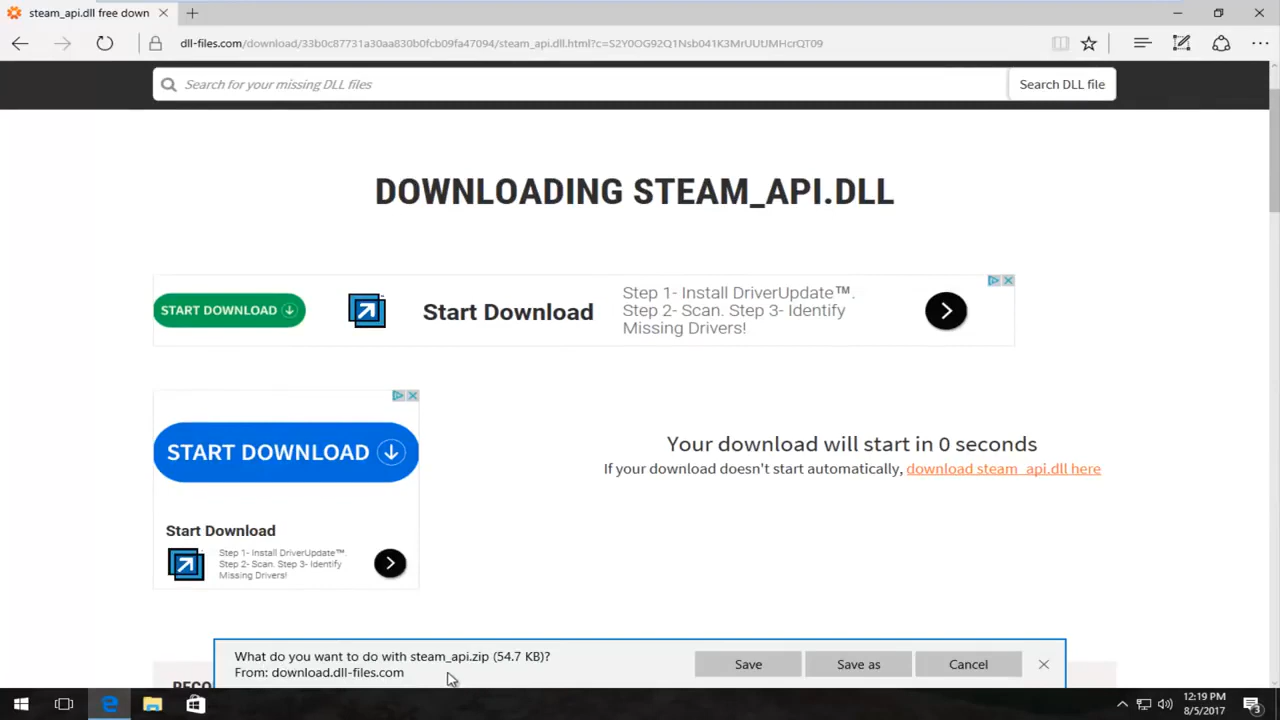 steam_api.dll free down
dll-files.com/download/33b0c87731a30aa830b0fcb09fa47094/steam_api.dll.html?c=S2Y0OG92Q1Nsb041K3MrUUtMHcrQT09
Search for your missing DLL files
Search DLL file
DOWNLOADING STEAM_API.DLL
START DOWNLOAD
Start Download
Step 1- Install DriverUpdate™.
Step 2- Scan. Step 3- Identify
Missing Drivers!
START DOWNLOAD
Your download will start in 0 seconds
If your download doesn't start automatically, download steam_api.dll here
Start Download
Step 1- Install DriverUpdate™.
Step 2- Scan. Step 3- Identify
Missing Drivers!
What do you want to do with steam_api.zip (54.7 KB)?
From: download.dll-files.com
Save
Save as
Cancel
12:19 PM
8/5/2017
3